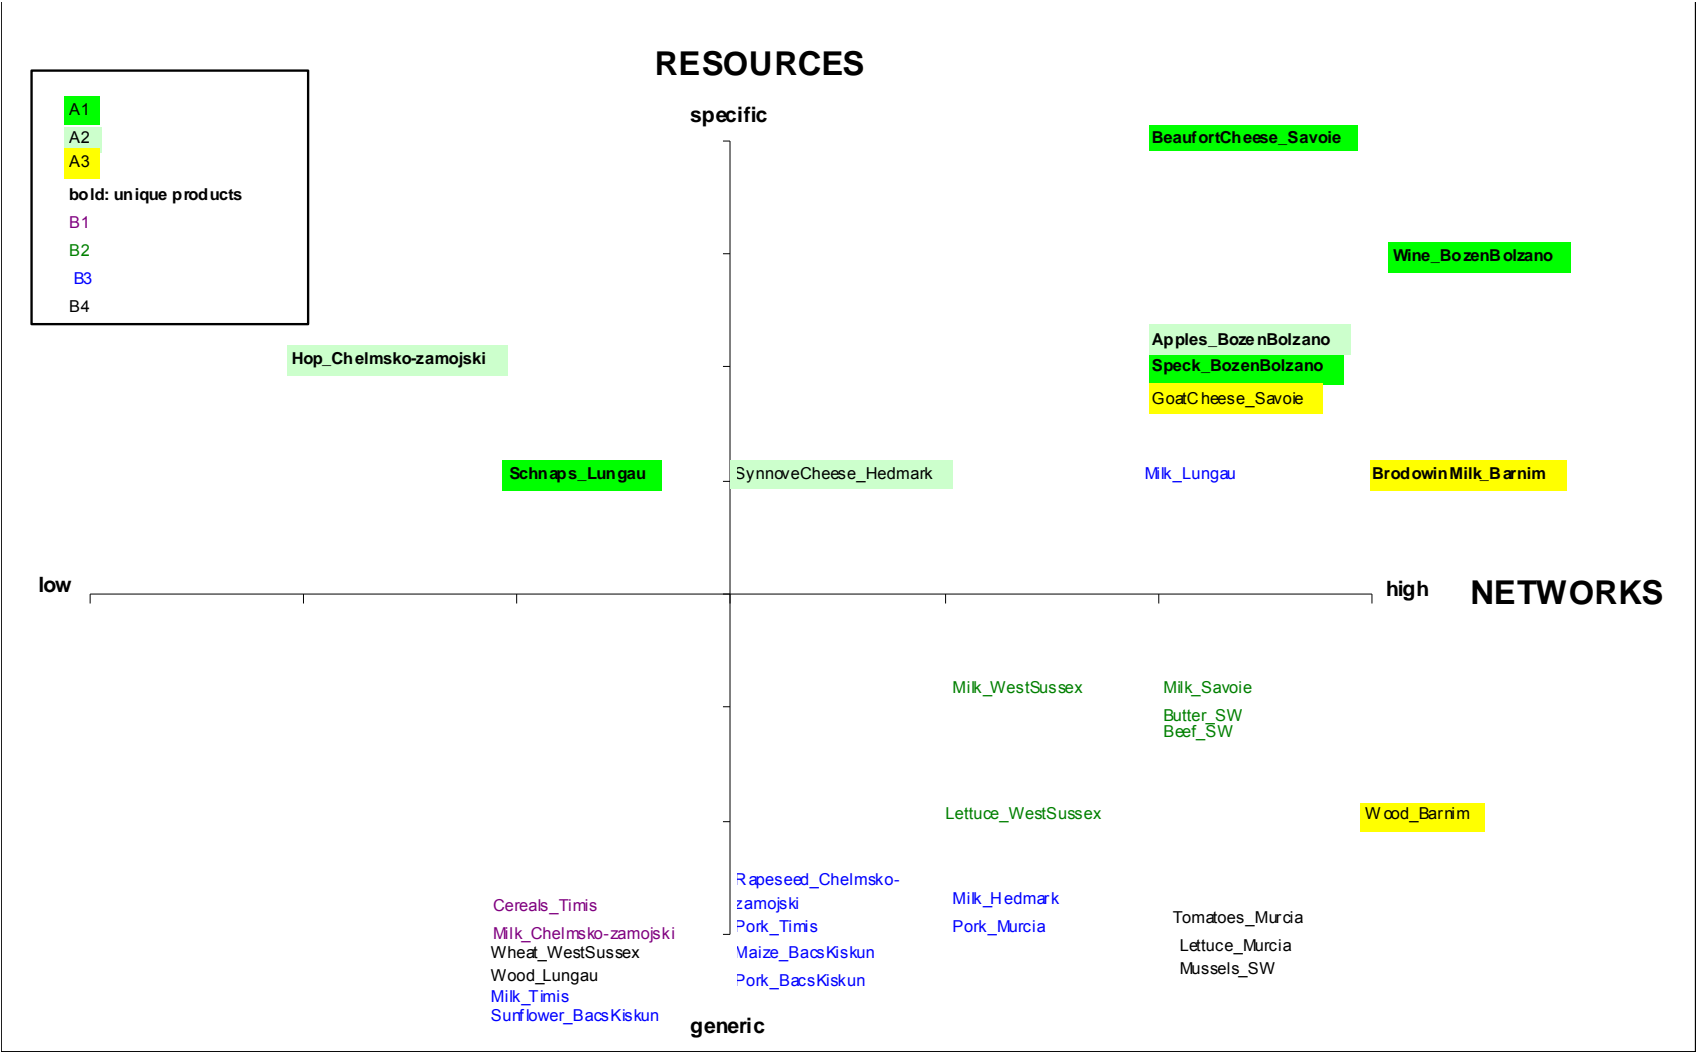 RESOURCES
specific
A1
A2
A3
bold: unique products
B1
B2
B3
B4
BeaufortCheese_Savoie
Wine_BozenBolzano
Hop_Chelmsko-zamojski
Apples_BozenBolzano
Speck_BozenBolzano
GoatCheese_Savoie
Schnaps_Lungau
SynnoveCheese_Hedmark
Milk_Lungau
BrodowinMilk_Barnim
low
high
NETWORKS
Milk_WestSussex
Milk_Savoie
Butter_SW
Beef_SW
Lettuce_WestSussex
Wood_Barnim
Cereals_Timis
Milk_Chelmsko-zamojski
Wheat_WestSussex
Wood_Lungau
Milk_Timis
Sunflower_BacsKiskun
Rapeseed_Chelmsko-
zamojski
Pork_Timis
Maize_BacsKiskun
Pork_BacsKiskun
Milk_Hedmark
Pork_Murcia
Tomatoes_Murcia
Lettuce_Murcia
Mussels_SW
generic